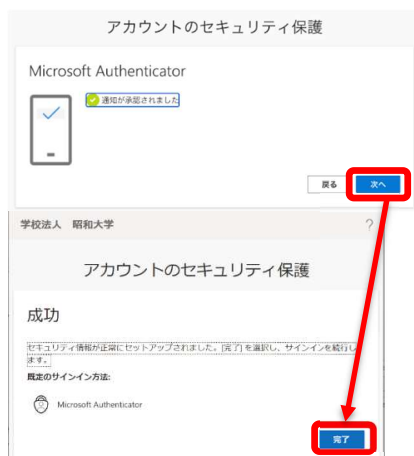 アカウントのセキュリティ保護
Microsoft Authenticator
通知が承認されました
戻る
次へ
学校法人 昭和大学
?
アカウントのセキュリティ保護
成功
セキュリティ情報が正常にセットアップされました。[完了] を選択し、サインインを続行し
ます。
既定のサインイン方法:
Microsoft Authenticator
完了